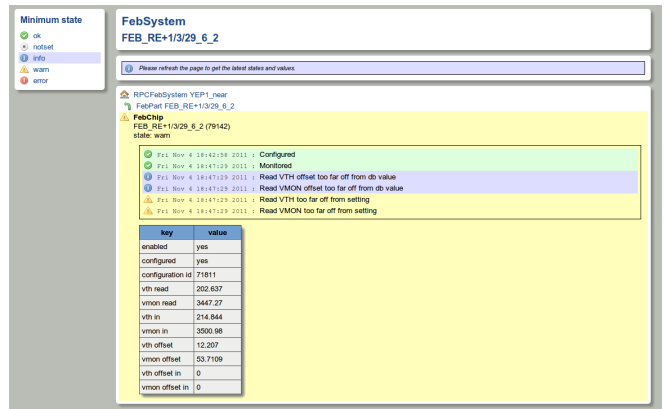 Minimum state
ok
notset
info
warn
error
FebSystem
FEB_RE+1/3/29_6_2
Please refresh the page to get the latest states and values.
RPCFebSystem YEP1_near
FebPart FEB_RE+1/3/29_6_2
FebChip
FEB_RE+1/3/29_6_2 (79142)
state: warn
Fri Nov 4 18:42:58 2011 : Configured
Fri Nov 4 18:47:29 2011 : Monitored
Fri Nov 4 18:47:29 2011 : Read VTH offset too far off from db value
Fri Nov 4 18:47:29 2011 : Read VMON offset too far off from db value
Fri Nov 4 18:47:29 2011 : Read VTH too far off from setting
Fri Nov 4 18:47:29 2011 : Read VMON too far off from setting
key value
enabled yes
configured yes
configuration id 71811
vth read 202.637
vmon read 3447.27
vth in 214.844
vmon in 3500.98
vth offset 12.207
vmon offset 53.7109
vth offset in 0
vmon offset in 0